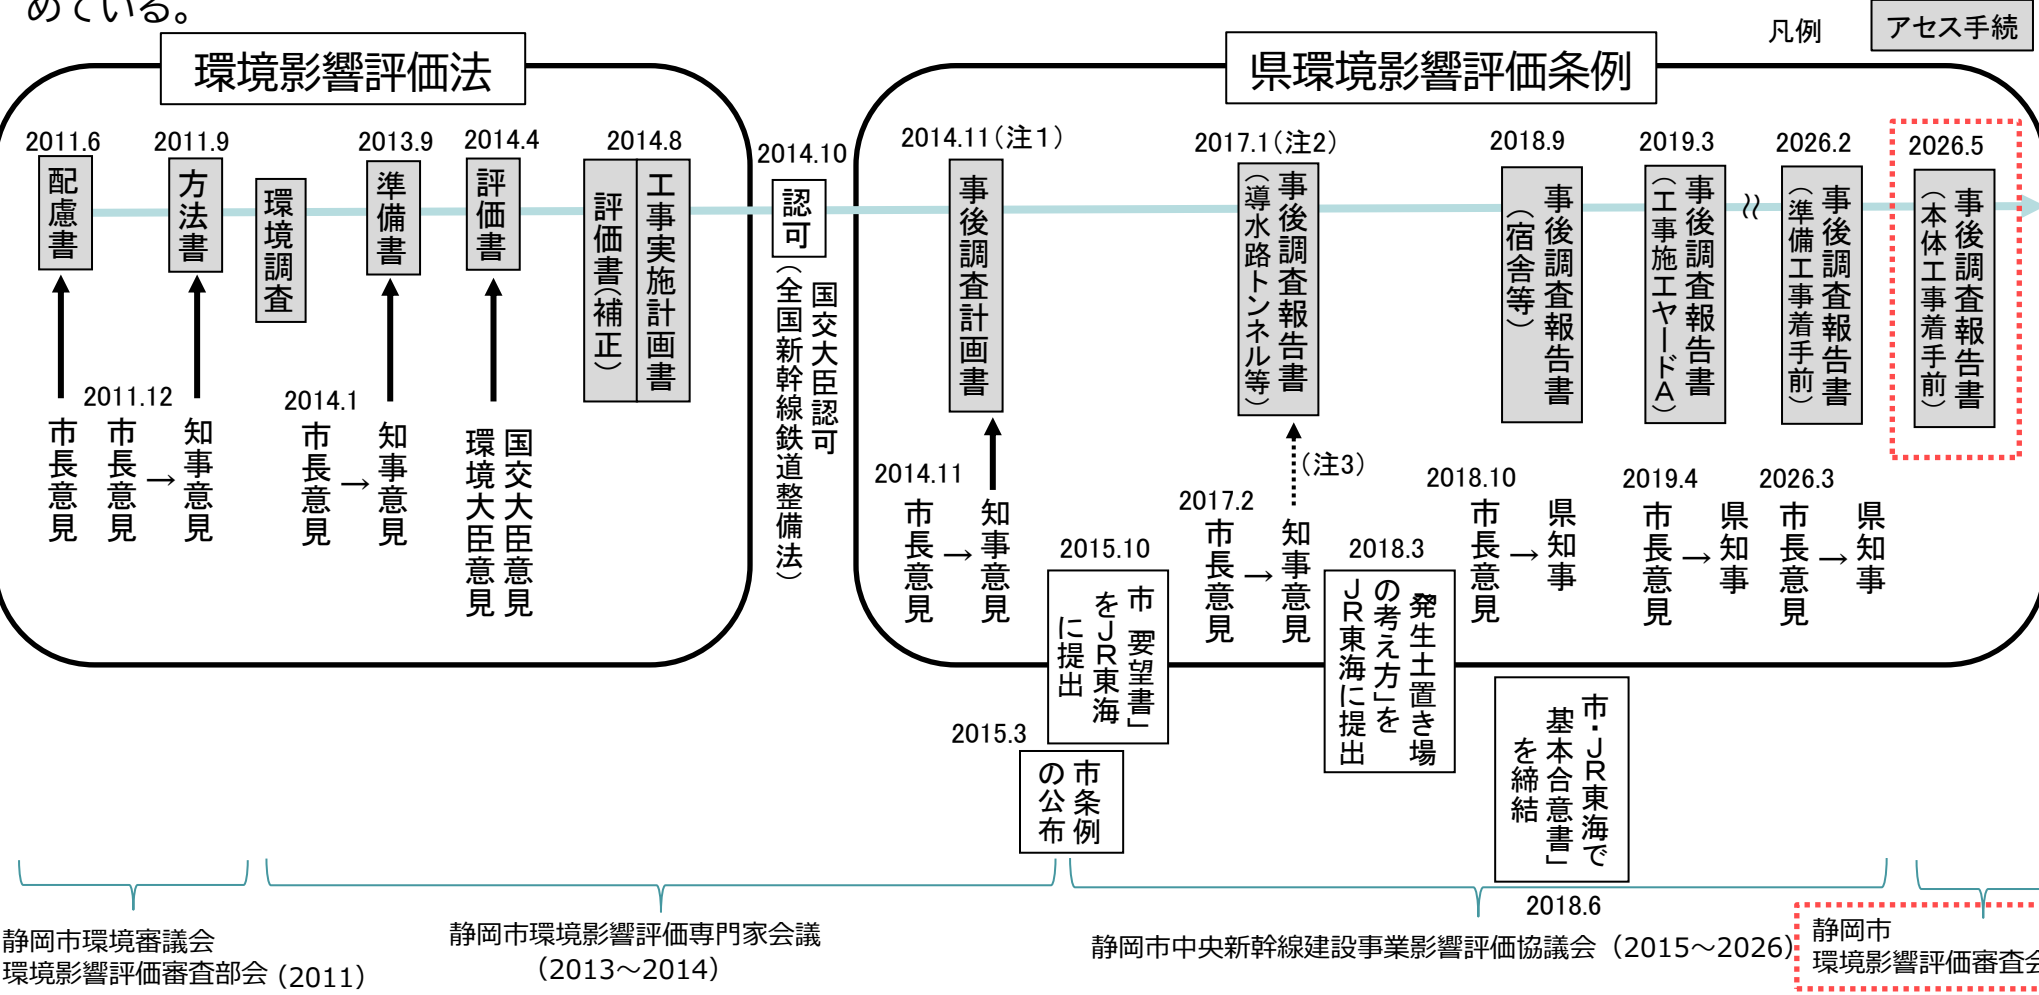 めている。
凡例
アセス手続
環境影響評価法
県環境影響評価条例
2011.6
配慮書
2011.9
方法書
環境調査
2013.9
準備書
2014.4
評価書
2014.8
評価書(補正)
工事実施計画書
2014.10
認可
国交大臣認可
(全国新幹線鉄道整備法)
2014.11(注1)
事後調査計画書
2017.1(注2)
事後調査報告書
(導水路トンネル等)
2018.9
事後調査報告書
(宿舎等)
2019.3
事後調査報告書
(工事施工ヤードA)
2026.2
事後調査報告書
(準備工事着手前)
2026.5
事後調査報告書
(本体工事着手前)
市長意見
2011.12
市長意見
→
知事意見
2014.1
市長意見
→
知事意見
国交大臣意見
環境大臣意見
2014.11
市長意見
→
知事意見
2015.10
市「要望書」
をJR東海
に提出
2017.2
市長意見
→
知事意見
(注3)
2018.3
「発生土置き場
の考え方」を
JR東海に提出
2018.10
市長意見
→
県知事
2019.4
市長意見
→
県知事
2026.3
市長意見
→
県知事
2015.3
市条例
の公布
市・JR東海で
「基本合意書」
を締結
2018.6
静岡市環境審議会
環境影響評価審査部会(2011)
静岡市環境影響評価専門家会議
(2013～2014)
静岡市中央新幹線建設事業影響評価協議会(2015～2026)
静岡市
環境影響評価審査会